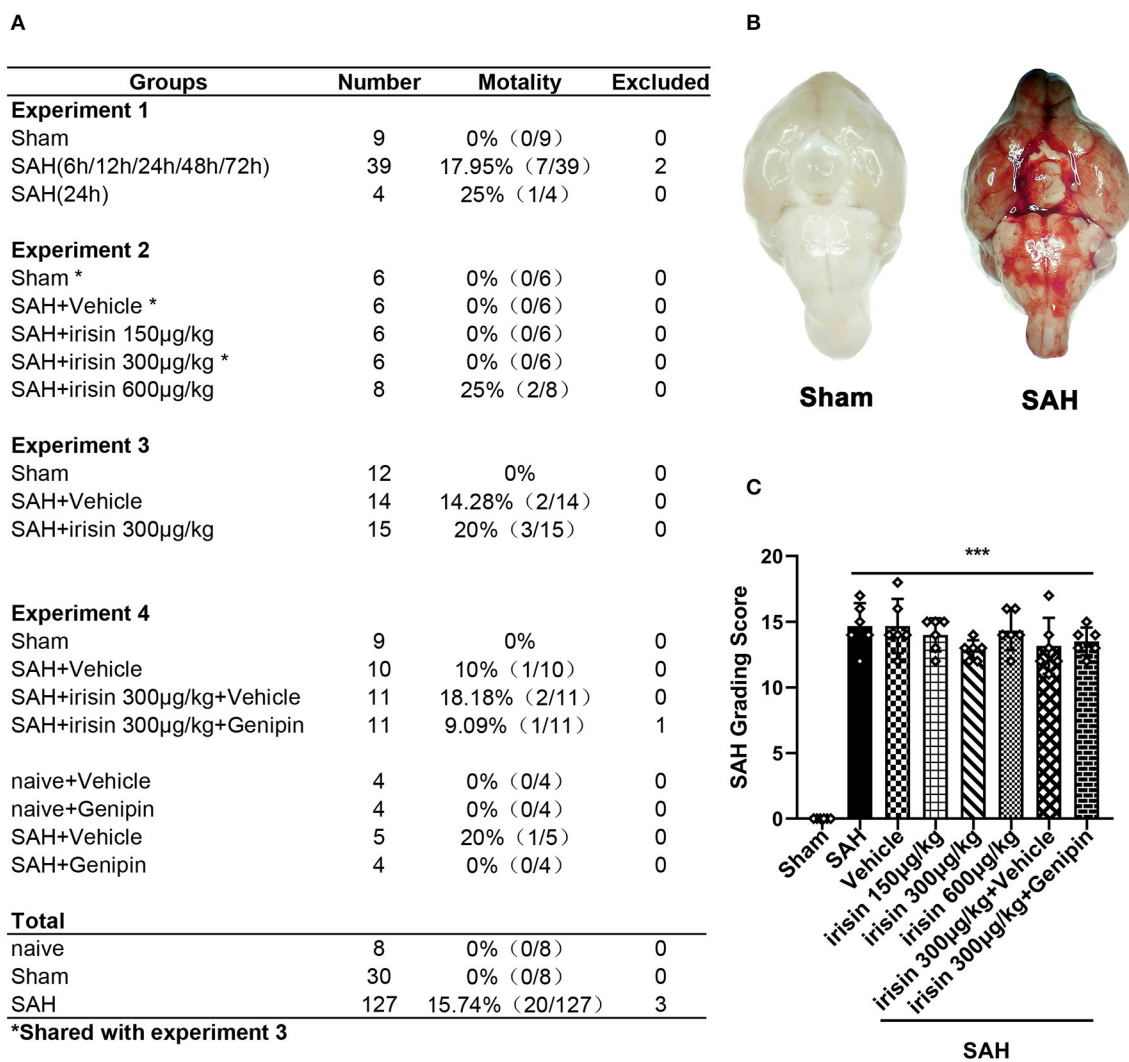 A
Groups Number Motality Excluded
Experiment 1
Sham 9 0%（0/9） 0
SAH(6h/12h/24h/48h/72h) 39 17.95%（7/39） 2
SAH(24h) 4 25%（1/4） 0
Experiment 2
Sham * 6 0%（0/6） 0
SAH+Vehicle * 6 0%（0/6） 0
SAH+irisin 150μg/kg 6 0%（0/6） 0
SAH+irisin 300μg/kg * 6 0%（0/6） 0
SAH+irisin 600μg/kg 8 25%（2/8） 0
Experiment 3
Sham 12 0% 0
SAH+Vehicle 14 14.28%（2/14） 0
SAH+irisin 300μg/kg 15 20%（3/15） 0
Experiment 4
Sham 9 0% 0
SAH+Vehicle 10 10%（1/10） 0
SAH+irisin 300μg/kg+Vehicle 11 18.18%（2/11） 0
SAH+irisin 300μg/kg+Genipin 11 9.09%（1/11） 1
naive+Vehicle 4 0%（0/4） 0
naive+Genipin 4 0%（0/4） 0
SAH+Vehicle 5 20%（1/5） 0
SAH+Genipin 4 0%（0/4） 0
Total
naive 8 0%（0/8） 0
Sham 30 0%（0/8） 0
SAH 127 15.74%（20/127） 3
*Shared with experiment 3
B
Sham SAH
C
SAH Grading Score
20
15
10
5
0
***
Sham
SAH
Vehicle
irisin 150μg/kg
irisin 300μg/kg
irisin 600μg/kg
irisin 300μg/kg+Vehicle
irisin 300μg/kg+Genipin
SAH